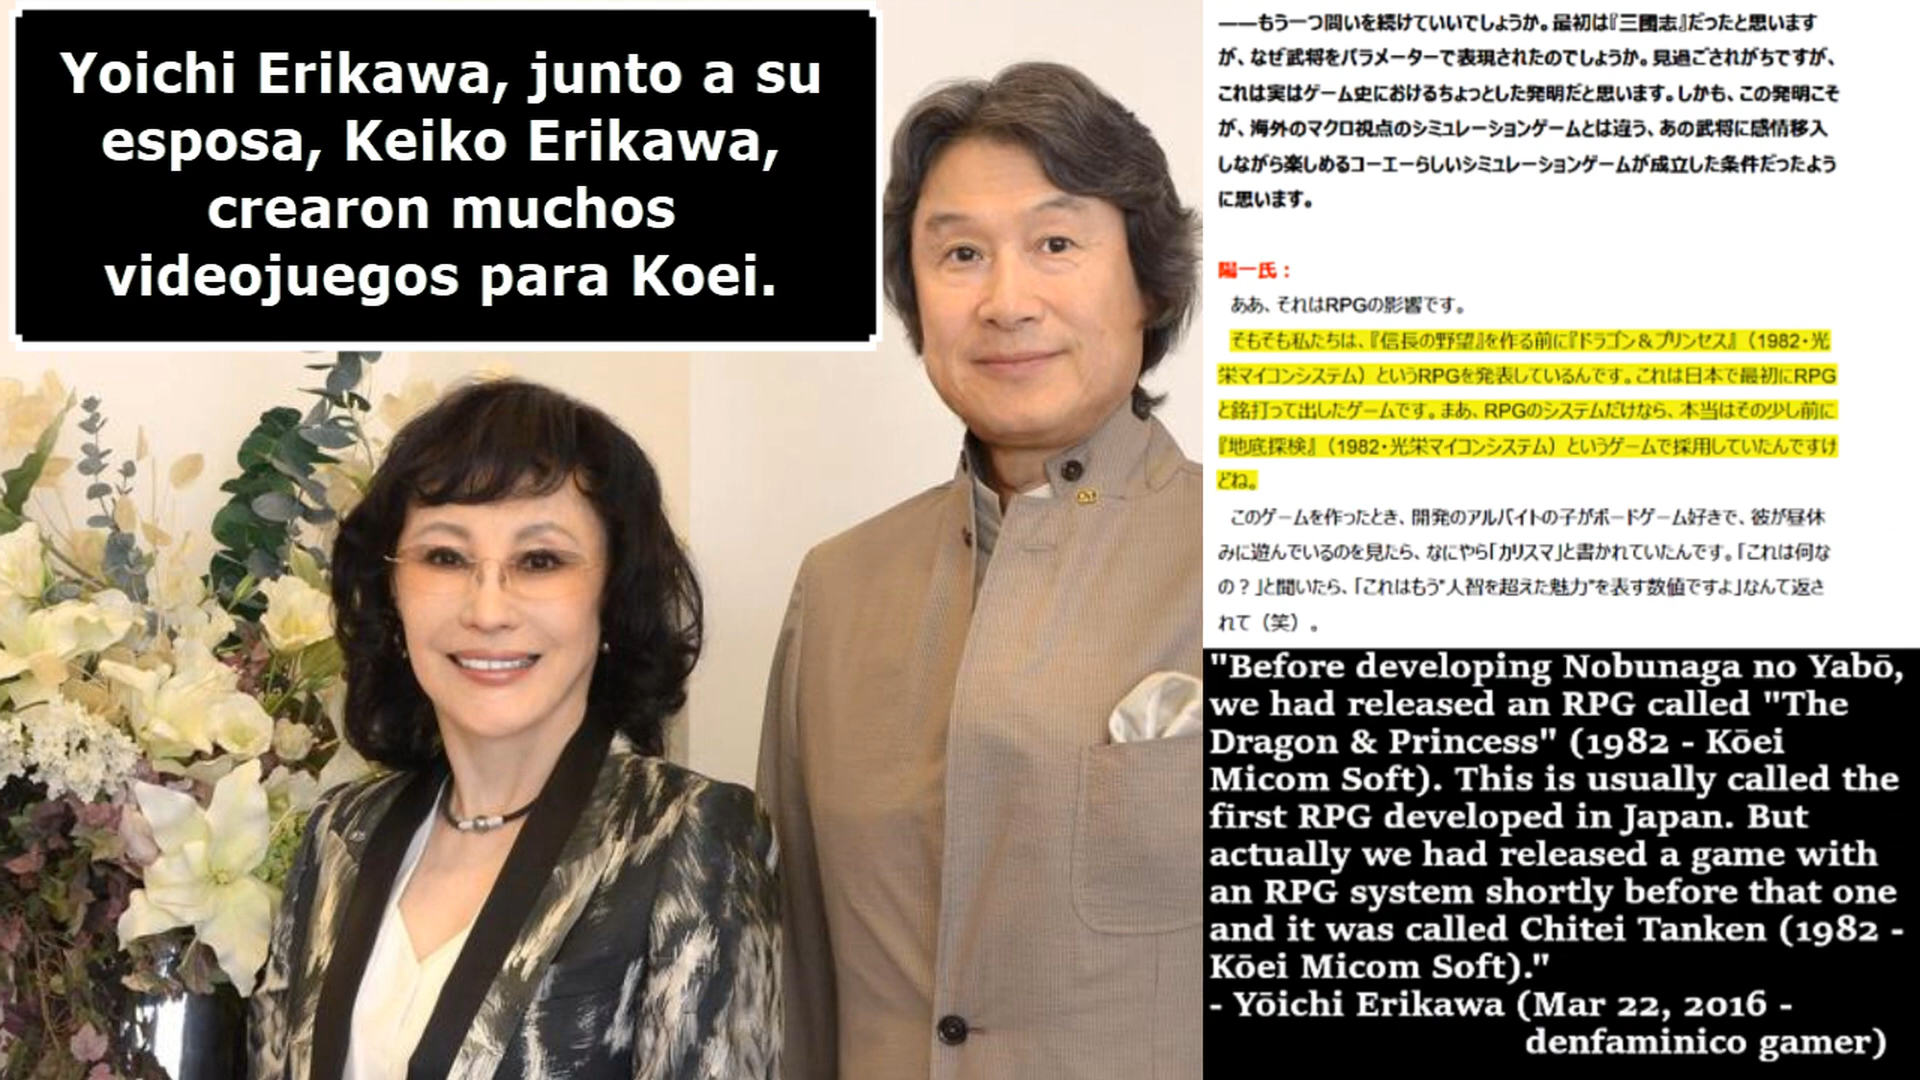 Yoichi Erikawa, junto a su
esposa, Keiko Erikawa,
crearon muchos
videojuegos para Koei.
――もう一つ問いを続けていいでしょうか。最初は『三國志』だったと思います
が、なぜ武将をパラメーターで表現されたのでしょうか。見過ごされがちですが、
これは実はゲーム史におけるちょっとした発明だと思います。しかも、この発明こそ
が、海外のマクロ視点のシミュレーションゲームとは違う、あの武将に感情移入
しながら楽しめるコーエーらしいシミュレーションゲームが成立した条件だったよう
に思います。
陽一氏：
ああ、それはRPGの影響です。
そもそも私たちは、『信長の野望』を作る前に『ドラゴン＆プリンセス』（1982・光
栄マイコンシステム）というRPGを発表しているんです。これは日本で最初にRPG
と銘打って出したゲームです。まあ、RPGのシステムだけなら、本当はその少し前に
『地底探検』（1982・光栄マイコンシステム）というゲームで採用していたんですけ
どね。
このゲームを作ったとき、開発のアルバイトの子がボードゲーム好きで、彼が昼休
みに遊んでいるのを見たら、なにやら「カリスマ」と書かれていたんです。「これは何な
の？」と聞いたら、「これはもう"人智を超えた魅力"を表す数値ですよ」なんて返さ
れて（笑）。
"Before developing Nobunaga no Yabō,
we had released an RPG called "The
Dragon & Princess" (1982 - Kōei
Micom Soft). This is usually called the
first RPG developed in Japan. But
actually we had released a game with
an RPG system shortly before that one
and it was called Chitei Tanken (1982 -
Kōei Micom Soft)."
- Yōichi Erikawa (Mar 22, 2016 -
denfaminico gamer)